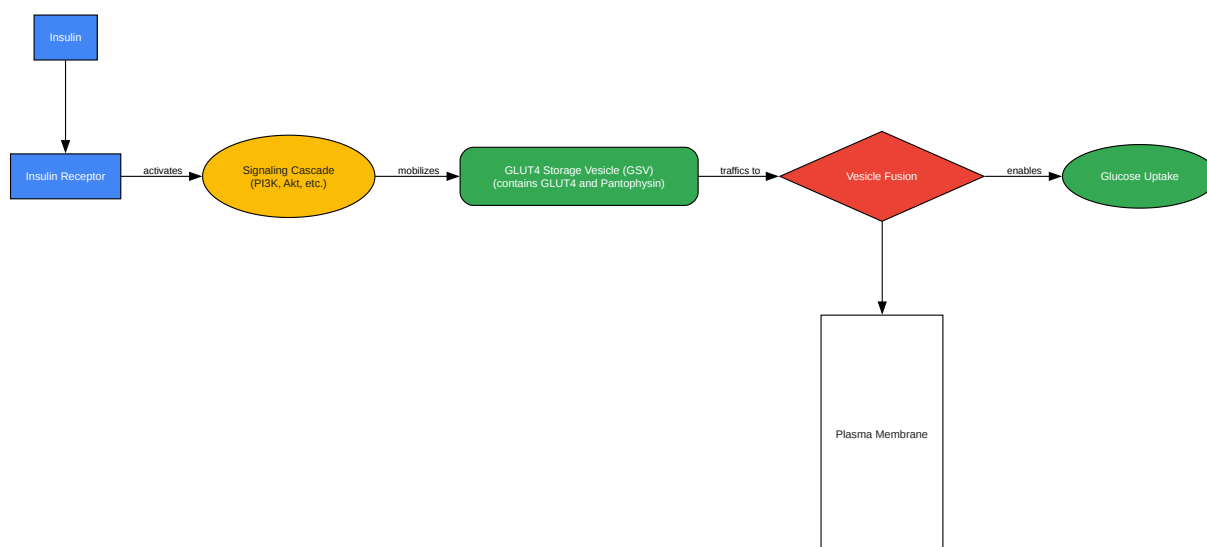 Insulin
Insulin Receptor
activates
Signaling Cascade
(PI3K, Akt, etc.)
mobilizes
GLUT4 Storage Vesicle (GSV)
(contains GLUT4 and Pantophysin)
traffics to
Vesicle Fusion
enables
Glucose Uptake
Plasma Membrane